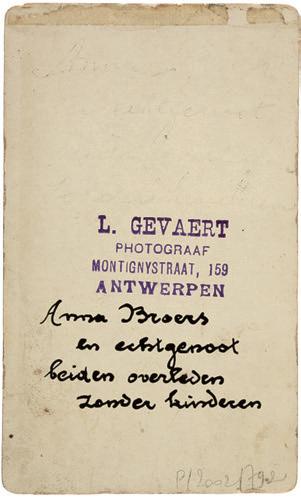 L. GEVAERT
PHOTOGRAAF
MONTIGNYSTRAAT, 159
ANTWERPEN
Anna Broers
en echtgenoot
beiden overleden
zonder kinderen